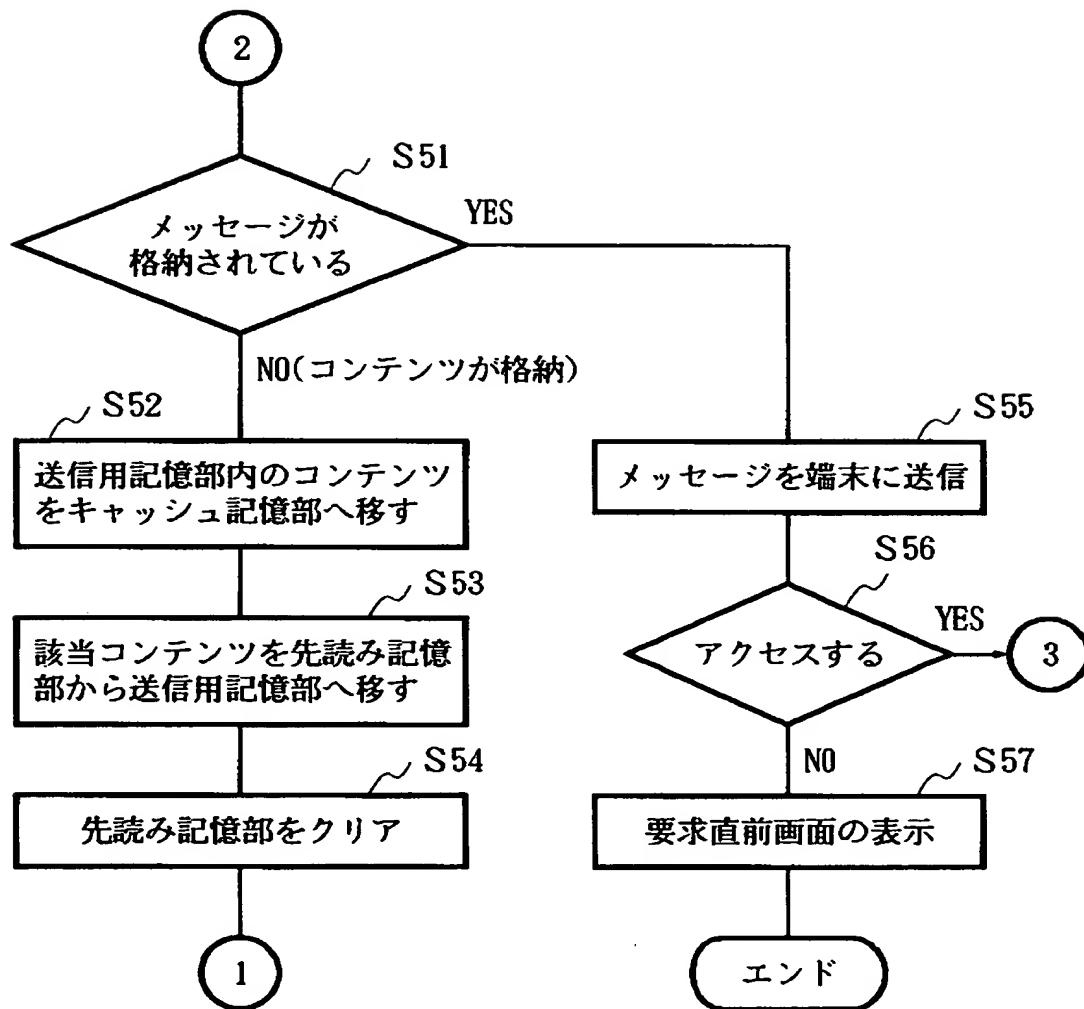 2
S51
メッセージが
格納されている
YES
NO(コンテンツが格納)
S52
送信用記憶部内のコンテンツ
をキャッシュ記憶部へ移す
S53
該当コンテンツを先読み記憶
部から送信用記憶部へ移す
S54
先読み記憶部をクリア
1
S55
メッセージを端末に送信
S56
アクセスする
YES
3
NO
S57
要求直前画面の表示
エンド